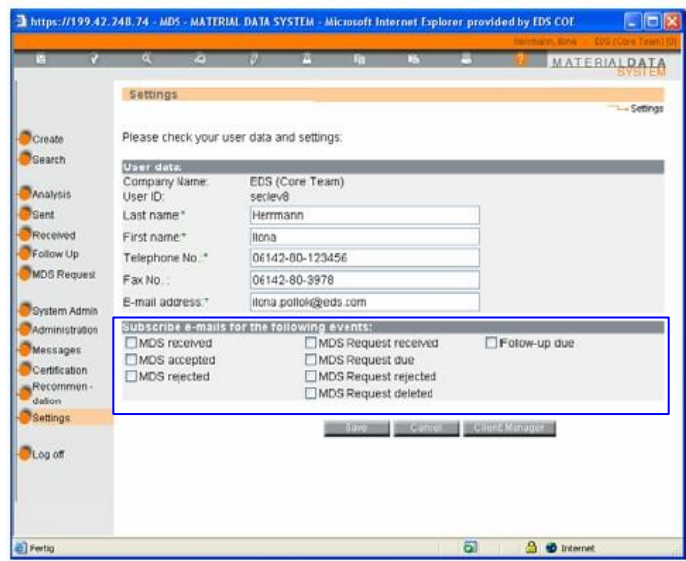 https://199.42.240.74 - MDS - MATERIAL DATA SYSTEM - Microsoft Internet Explorer provided by EDS COE
Herrmann, Ilona - EDS (Core Team) [0]
MATERIALDATA
SYSTEM
Settings
Settings
Create
Search
Analysis
Sent
Received
Follow Up
MDS Request
System Admin
Administration
Messages
Certification
Recommen-
dation
Settings
Log off
Please check your user data and settings:
User data:
Company Name: EDS (Core Team)
User ID: seclev8
Last name:* Herrmann
First name:* Ilona
Telephone No.:* 06142-80-123456
Fax No. : 06142-80-3978
E-mail address:* ilona.pollok@eds.com
Subscribe e-mails for the following events:
MDS received MDS Request received Folow-up due
MDS accepted MDS Request due
MDS rejected MDS Request rejected
MDS Request deleted
Save Cancel Client Manager
Fertig Internet